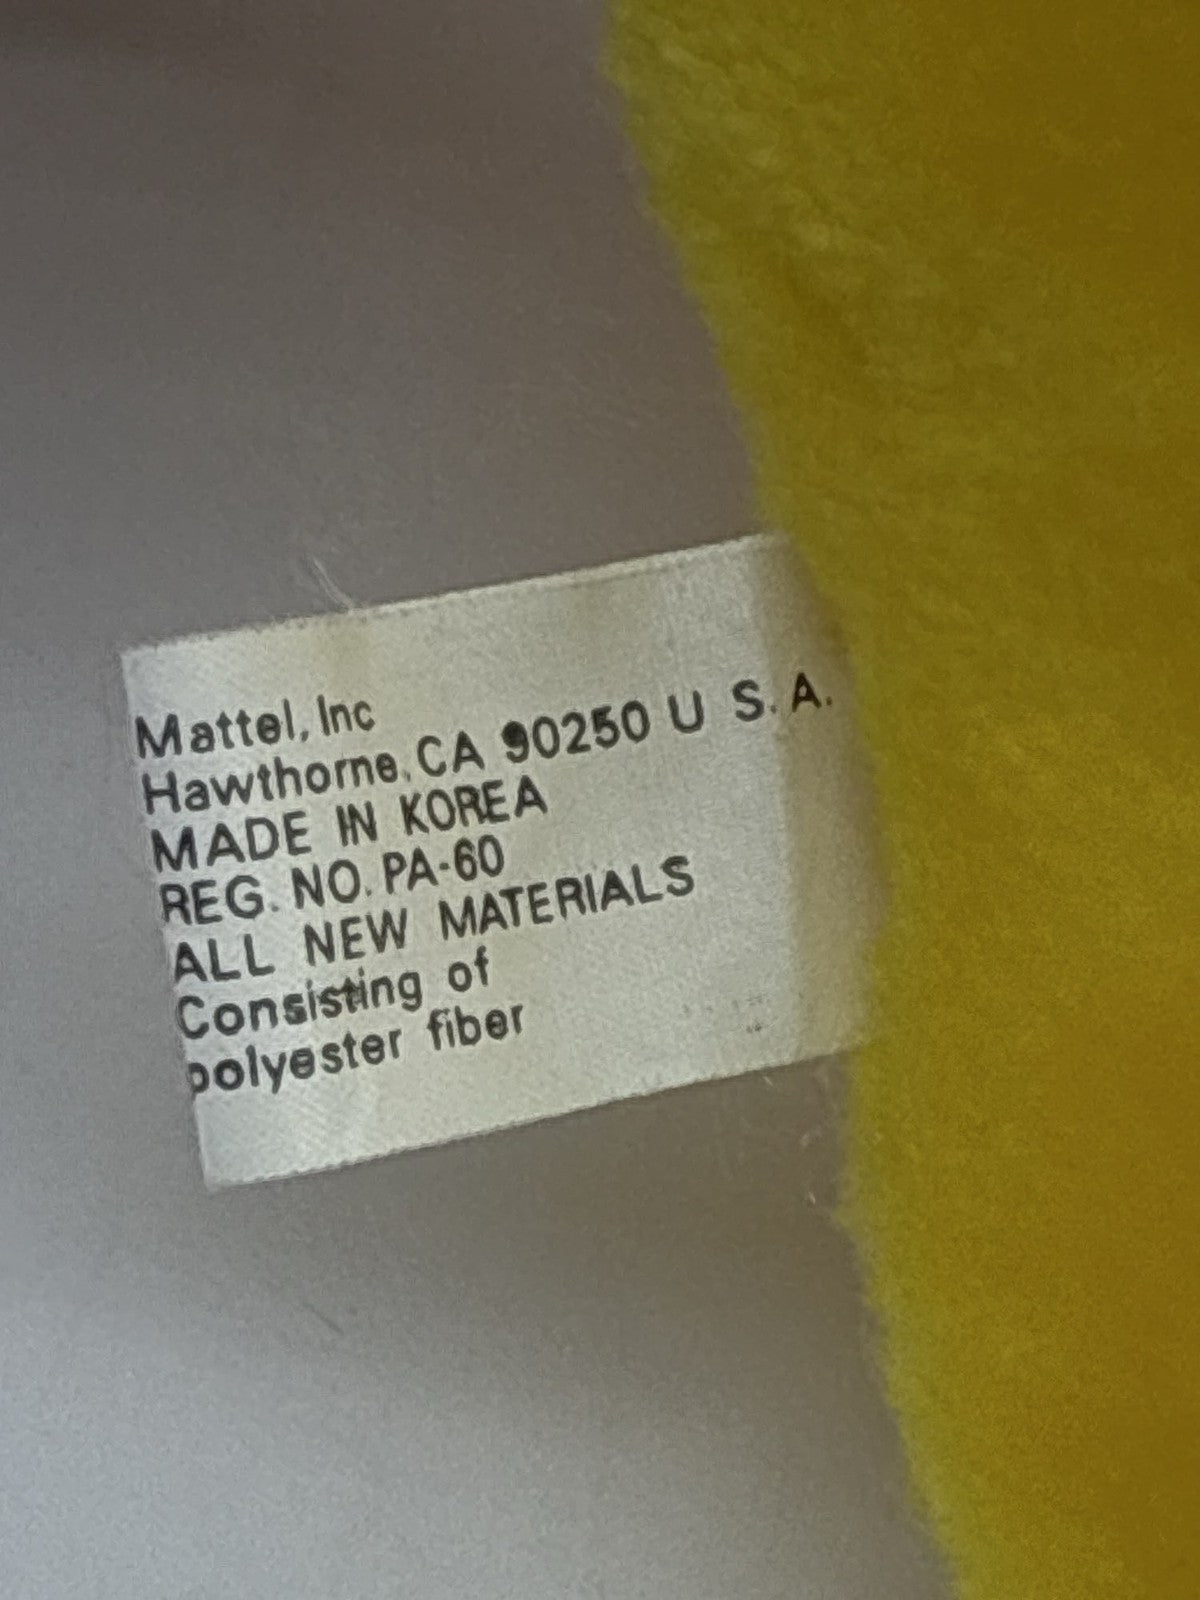 Mattel, Inc
Hawthorne, CA 90250 U S. A.
MADE IN KOREA
REG. NO. PA-60
ALL NEW MATERIALS
Consisting of
polyester fiber